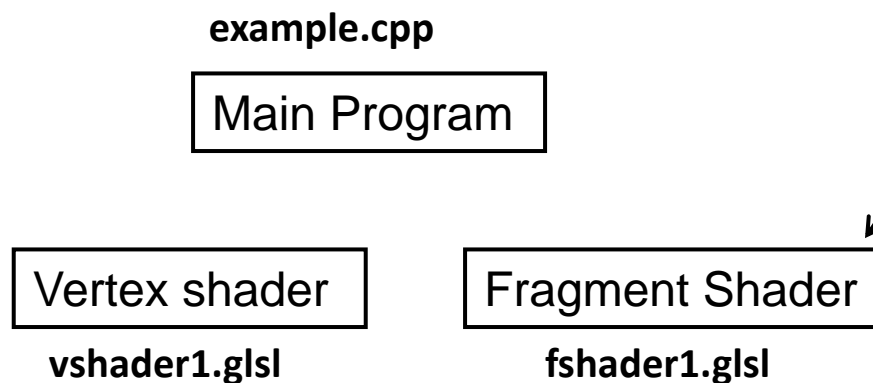 example.cpp
Main Program
Vertex shader
Fragment Shader
vshader1.glsl
fshader1.glsl